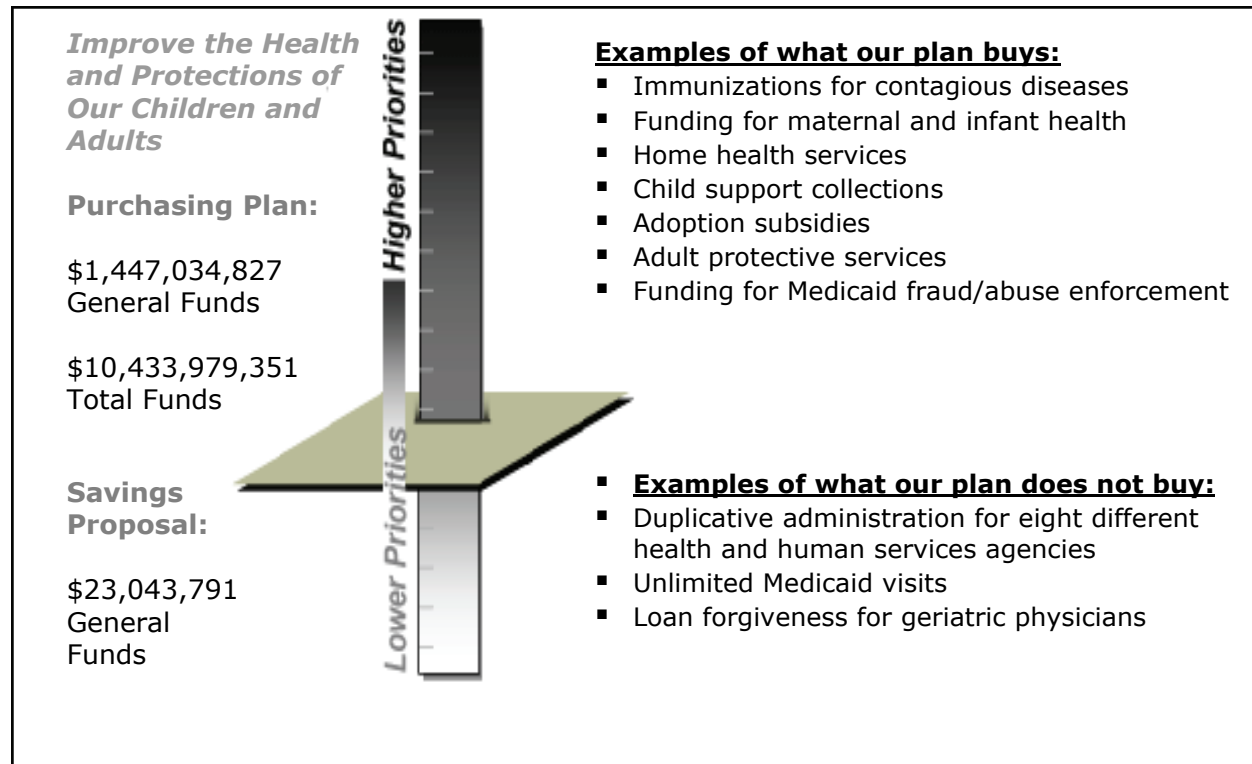 Improve the Health
and Protections of
Our Children and
Adults
Purchasing Plan:
$1,447,034,827
General Funds
$10,433,979,351
Total Funds
Savings
Proposal:
$23,043,791
General
Funds
Higher Priorities
Lower Priorities
Examples of what our plan buys:
▪ Immunizations for contagious diseases
▪ Funding for maternal and infant health
▪ Home health services
▪ Child support collections
▪ Adoption subsidies
▪ Adult protective services
▪ Funding for Medicaid fraud/abuse enforcement
▪ Examples of what our plan does not buy:
▪ Duplicative administration for eight different
health and human services agencies
▪ Unlimited Medicaid visits
▪ Loan forgiveness for geriatric physicians